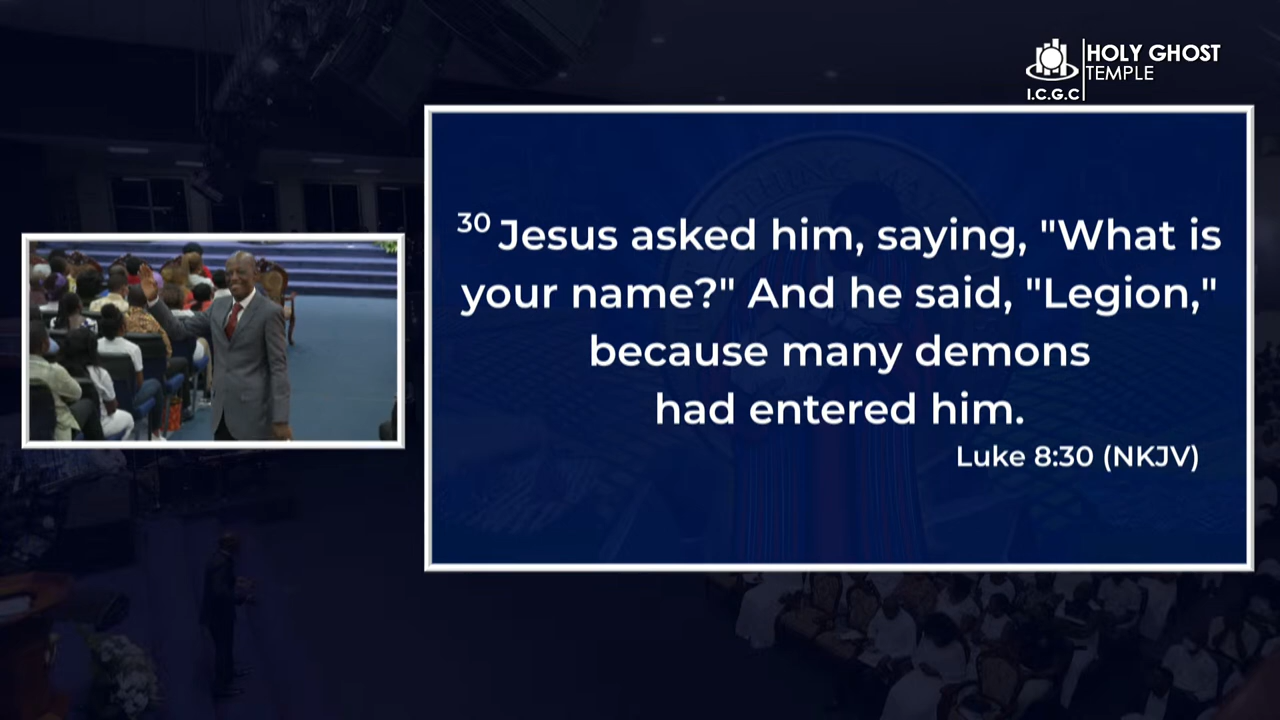 HOLY GHOST
TEMPLE
I.C.G.C
30 Jesus asked him, saying, "What is
your name?" And he said, "Legion,"
because many demons
had entered him.
Luke 8:30 (NKJV)